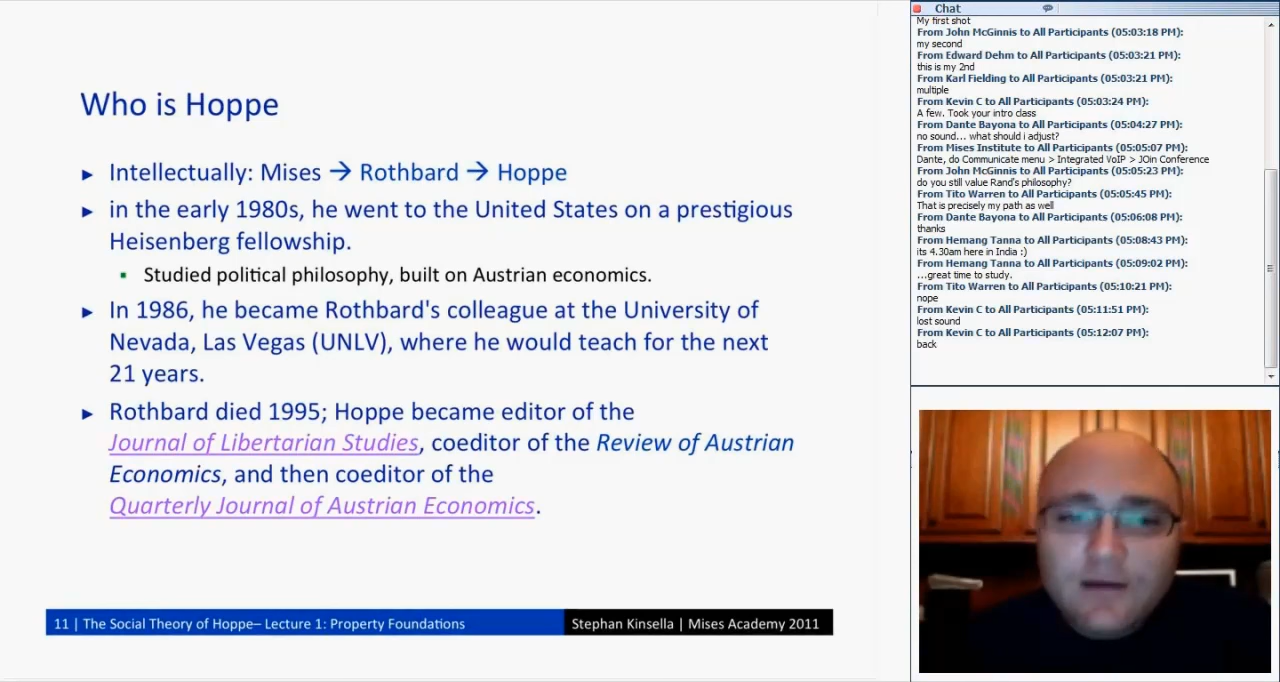 Who is Hoppe
► Intellectually: Mises → Rothbard → Hoppe
► in the early 1980s, he went to the United States on a prestigious
Heisenberg fellowship.
▪ Studied political philosophy, built on Austrian economics.
► In 1986, he became Rothbard's colleague at the University of
Nevada, Las Vegas (UNLV), where he would teach for the next
21 years.
► Rothbard died 1995; Hoppe became editor of the
Journal of Libertarian Studies, coeditor of the Review of Austrian
Economics, and then coeditor of the
Quarterly Journal of Austrian Economics.
11 | The Social Theory of Hoppe– Lecture 1: Property Foundations
Stephan Kinsella | Mises Academy 2011
Chat
My first shot
From John McGinnis to All Participants (05:03:18 PM):
my second
From Edward Dehm to All Participants (05:03:21 PM):
this is my 2nd
From Karl Fielding to All Participants (05:03:21 PM):
multiple
From Kevin C to All Participants (05:03:24 PM):
A few. Took your intro class
From Dante Bayona to All Participants (05:04:27 PM):
no sound... what should i adjust?
From Mises Institute to All Participants (05:05:07 PM):
Dante, do Communicate menu > Integrated VoIP > JOin Conference
From John McGinnis to All Participants (05:05:23 PM):
do you still value Rand's philosophy?
From Tito Warren to All Participants (05:05:45 PM):
That is precisely my path as well
From Dante Bayona to All Participants (05:06:08 PM):
thanks
From Hemang Tanna to All Participants (05:08:43 PM):
its 4.30am here in India :)
From Hemang Tanna to All Participants (05:09:02 PM):
...great time to study.
From Tito Warren to All Participants (05:10:21 PM):
nope
From Kevin C to All Participants (05:11:51 PM):
lost sound
From Kevin C to All Participants (05:12:07 PM):
back